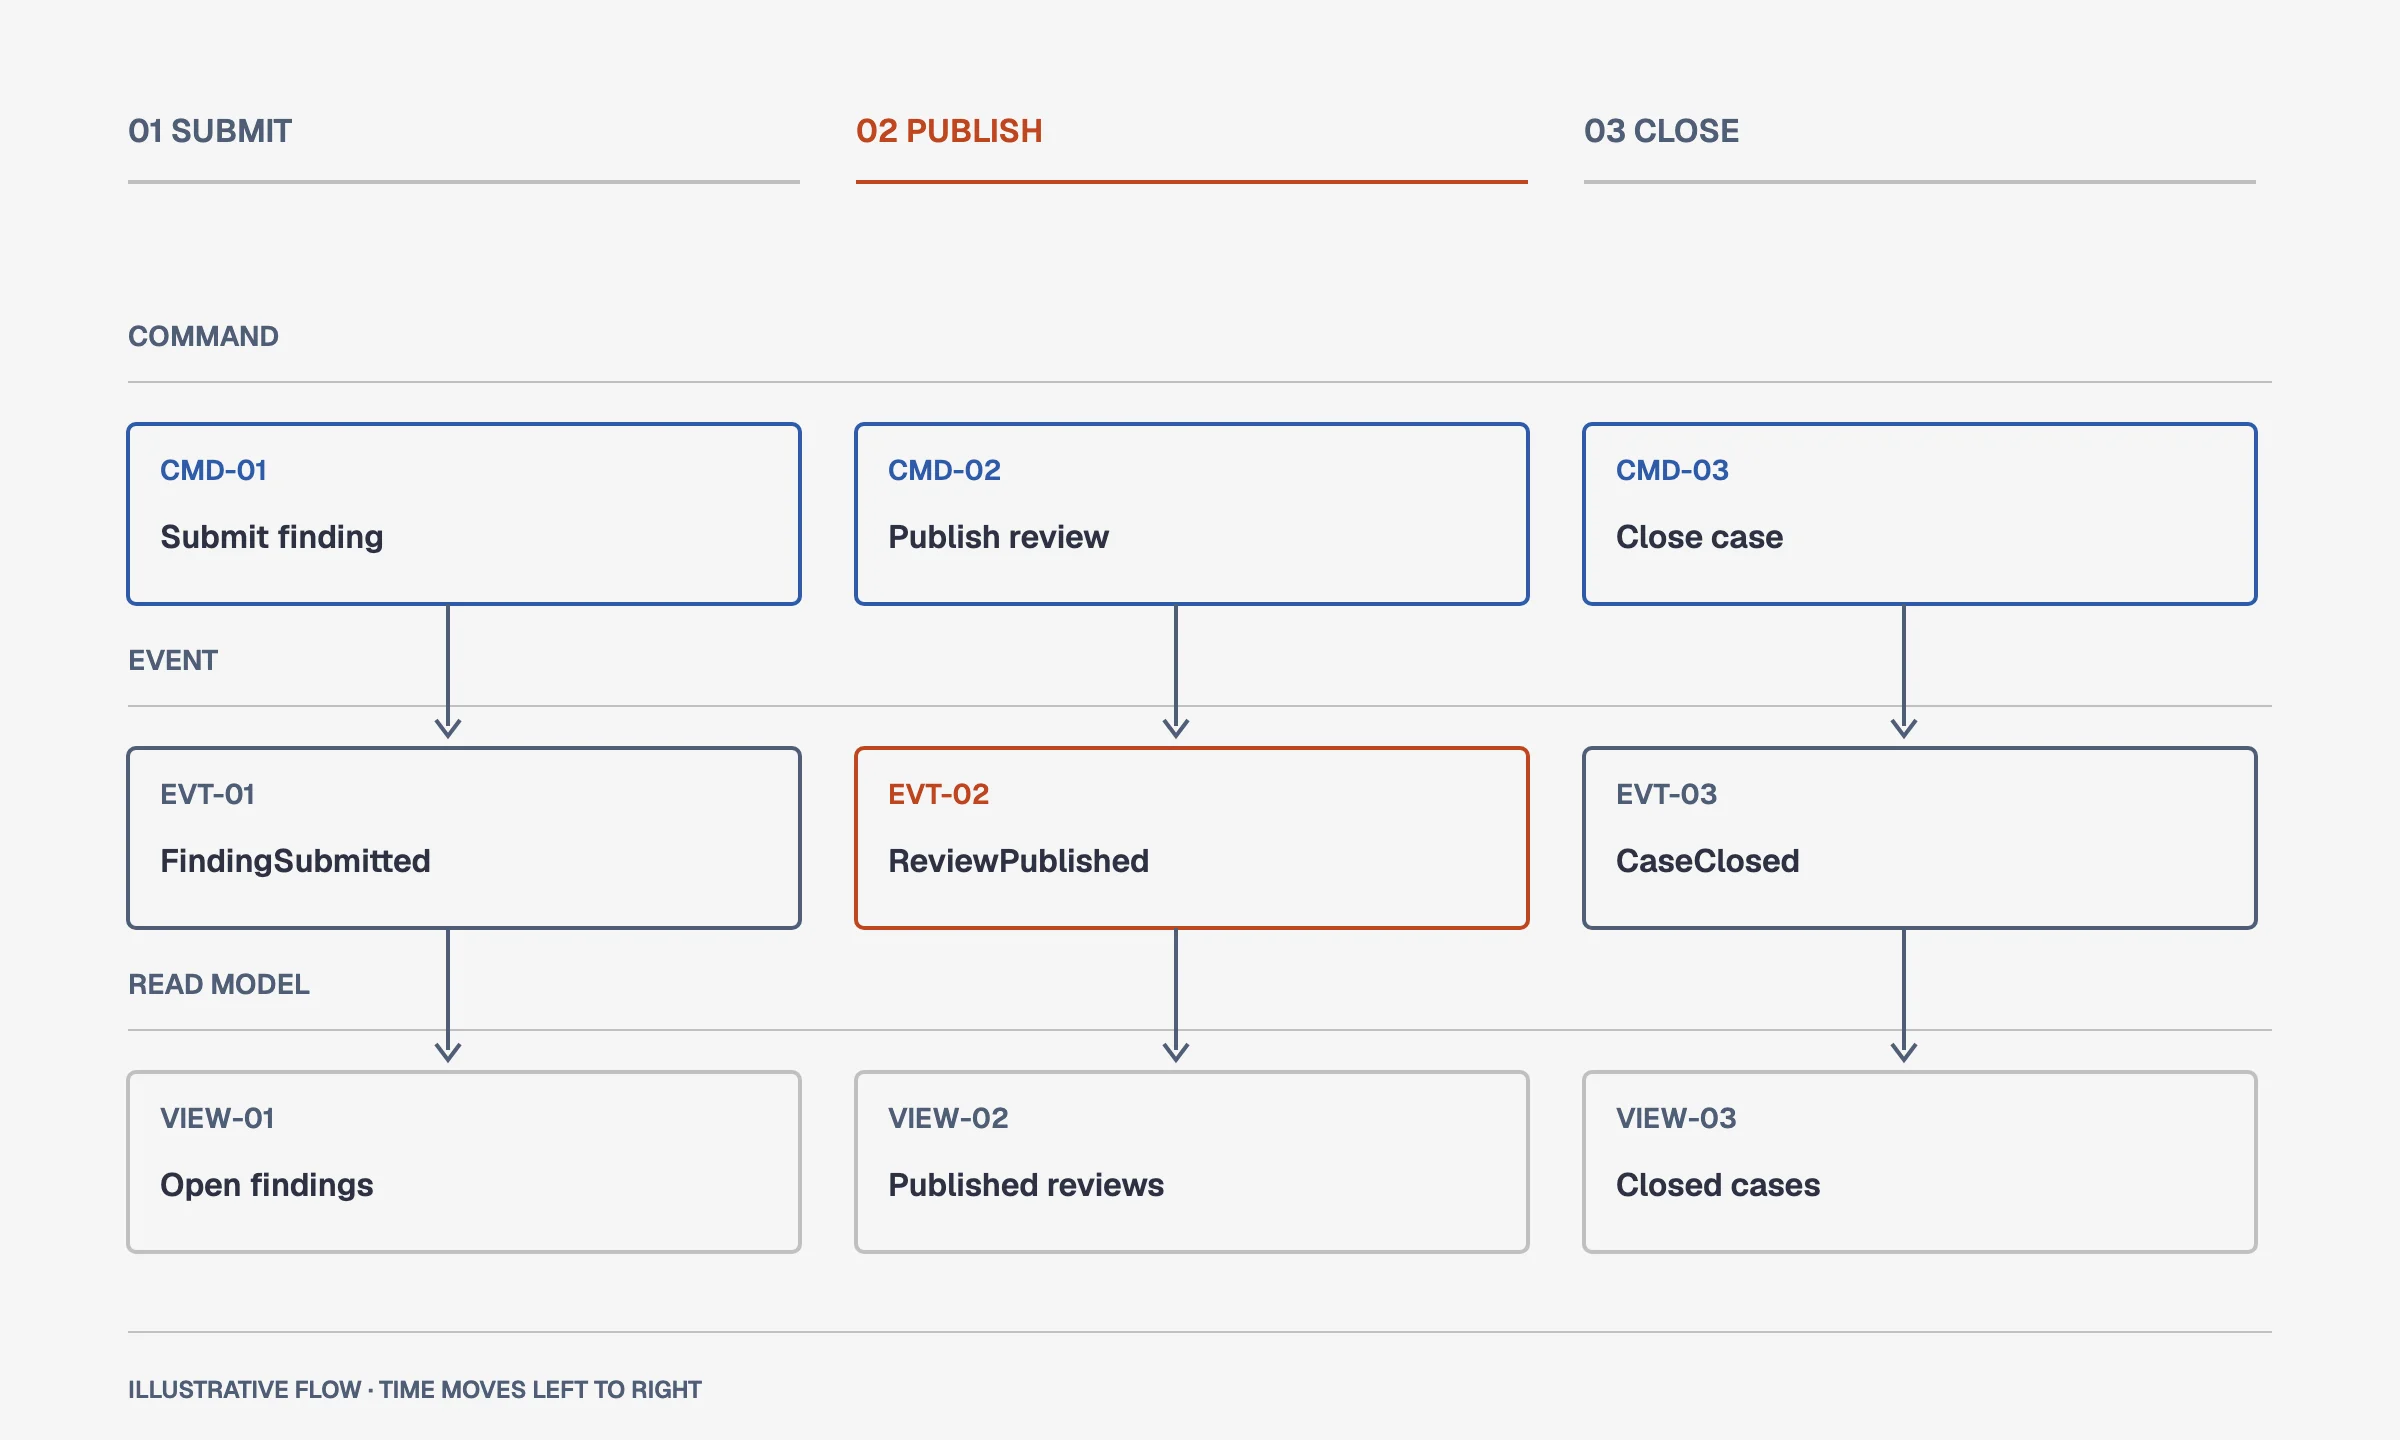 01 SUBMIT
02 PUBLISH
03 CLOSE
COMMAND
CMD-01
Submit finding
CMD-02
Publish review
CMD-03
Close case
EVENT
EVT-01
FindingSubmitted
EVT-02
ReviewPublished
EVT-03
CaseClosed
READ MODEL
VIEW-01
Open findings
VIEW-02
Published reviews
VIEW-03
Closed cases
ILLUSTRATIVE FLOW · TIME MOVES LEFT TO RIGHT